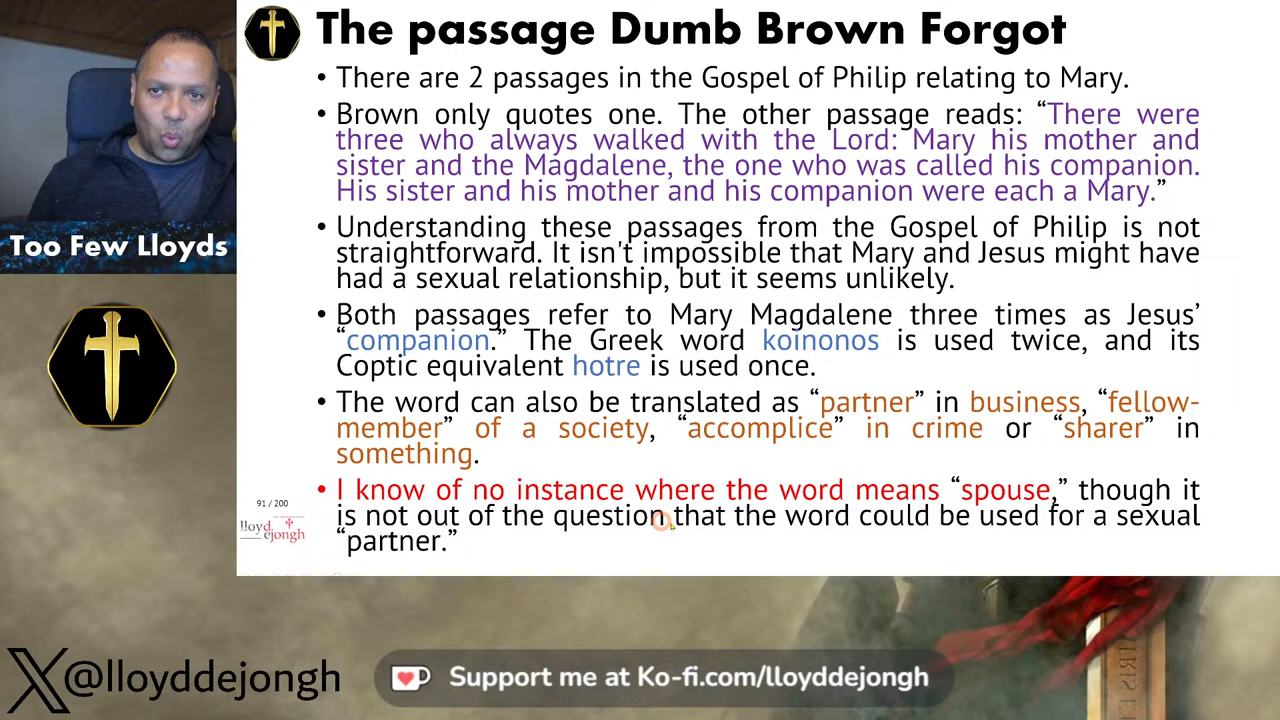 The passage Dumb Brown Forgot
• There are 2 passages in the Gospel of Philip relating to Mary.
• Brown only quotes one. The other passage reads: “There were
three who always walked with the Lord: Mary his mother and
sister and the Magdalene, the one who was called his companion.
His sister and his mother and his companion were each a Mary.”
• Understanding these passages from the Gospel of Philip is not
straightforward. It isn't impossible that Mary and Jesus might have
had a sexual relationship, but it seems unlikely.
• Both passages refer to Mary Magdalene three times as Jesus’
“companion.” The Greek word koinonos is used twice, and its
Coptic equivalent hotre is used once.
• The word can also be translated as “partner” in business, “fellow-
member” of a society, “accomplice” in crime or “sharer” in
something.
• I know of no instance where the word means “spouse,” though it
is not out of the question that the word could be used for a sexual
“partner.”
Too Few Lloyds
91 / 200
lloyd.
dejongh
X@lloyddejongh
Support me at Ko-fi.com/lloyddejongh